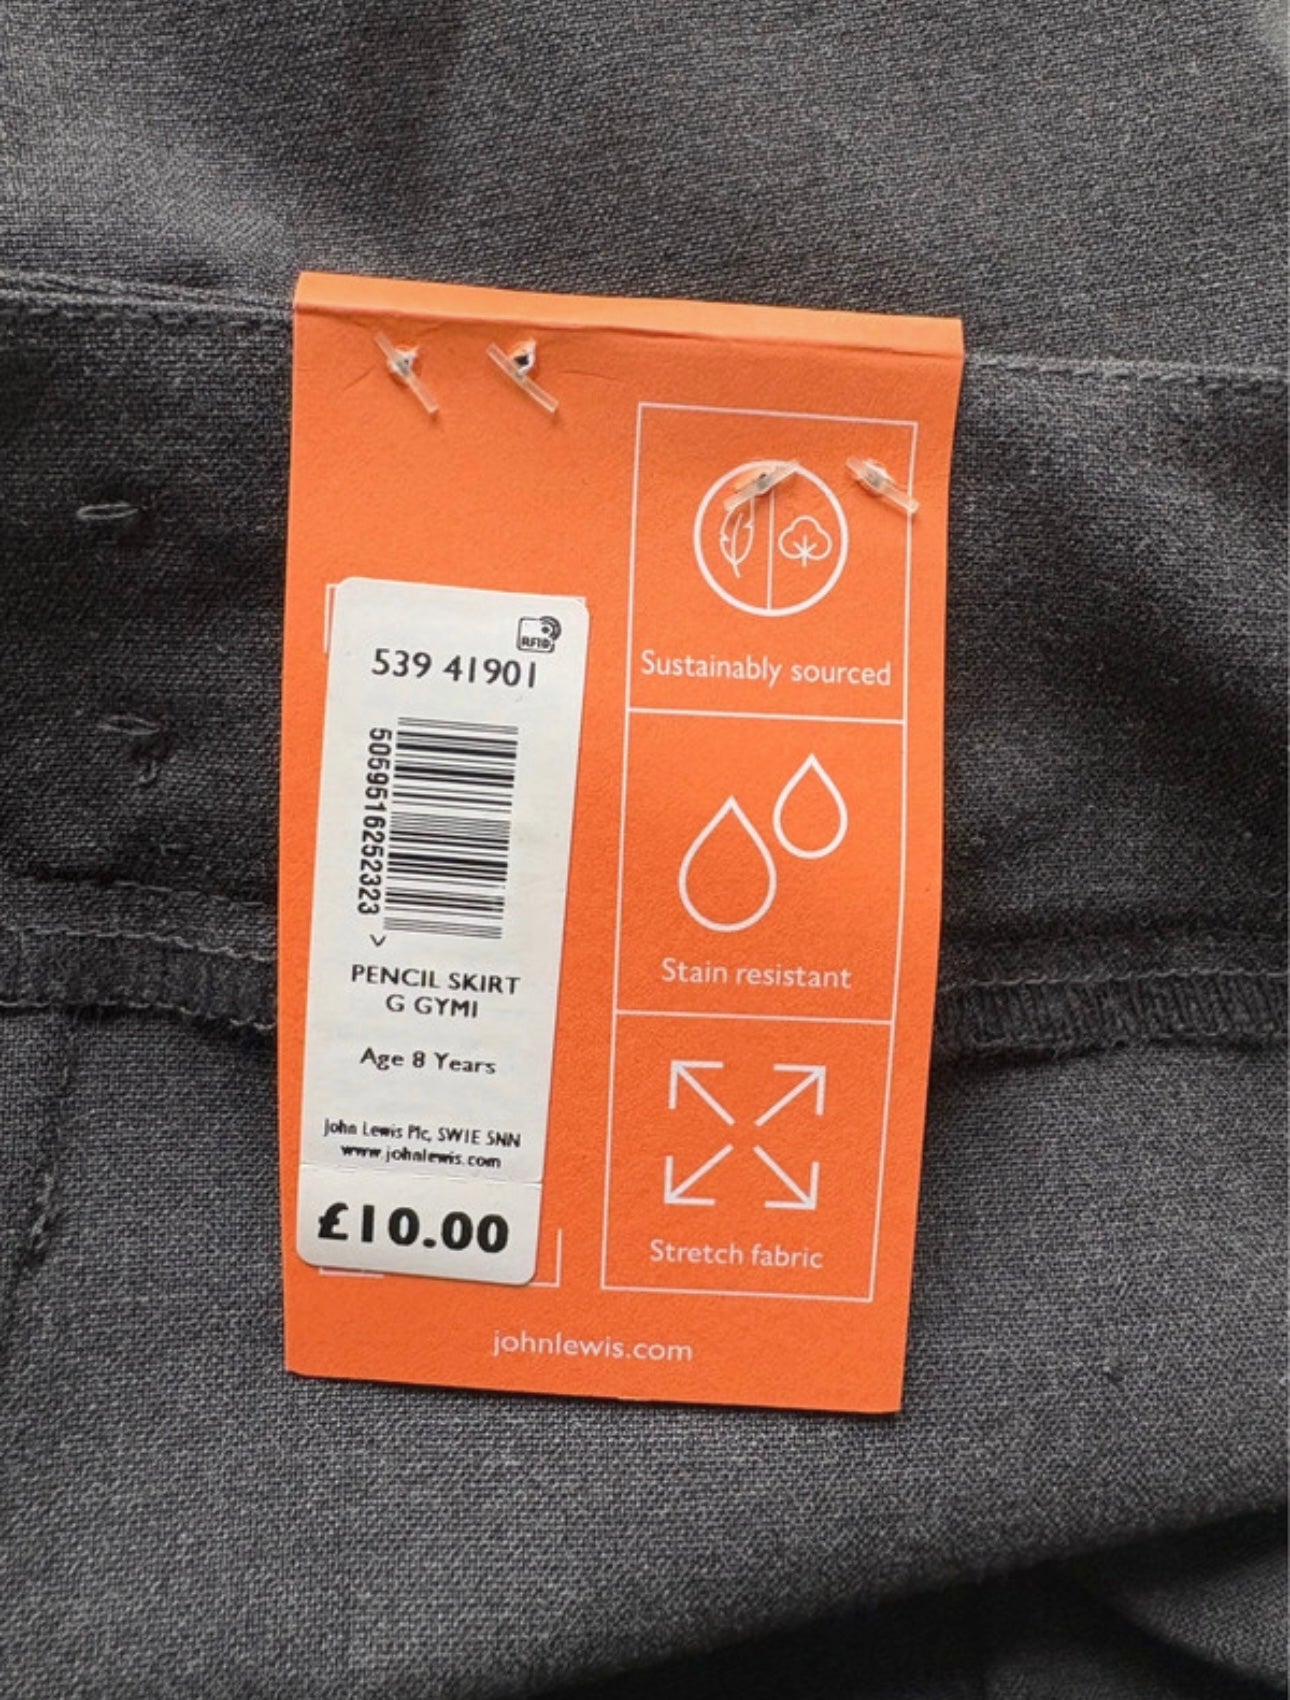 RFID
539 41901
5059516252323 >
PENCIL SKIRT
G GYMI
Age 8 Years
John Lewis Plc, SW1E 5NN
www.johnlewis.com
£10.00
Sustainably sourced
Stain resistant
Stretch fabric
johnlewis.com